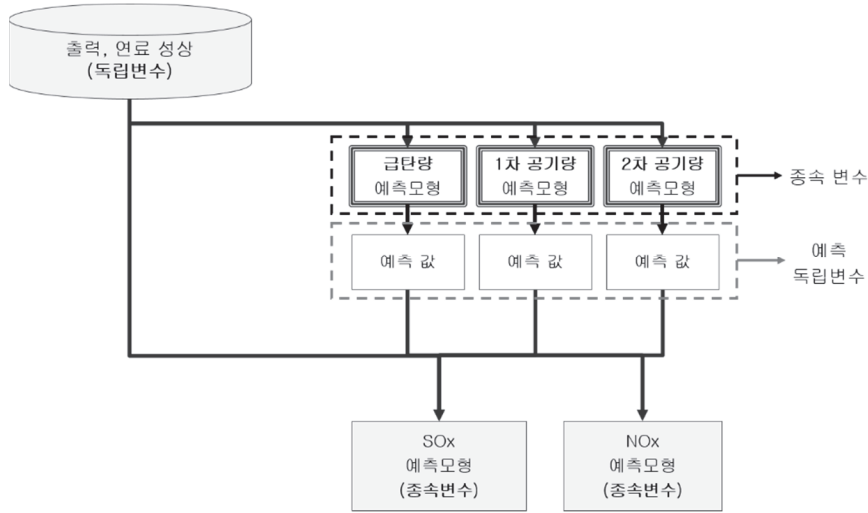 출력, 연료 성상
(독립변수)
급탄량
예측모형
1차 공기량
예측모형
2차 공기량
예측모형
종속 변수
예측 값
예측 값
예측 값
예측
독립변수
SOx
예측모형
(종속변수)
NOx
예측모형
(종속변수)